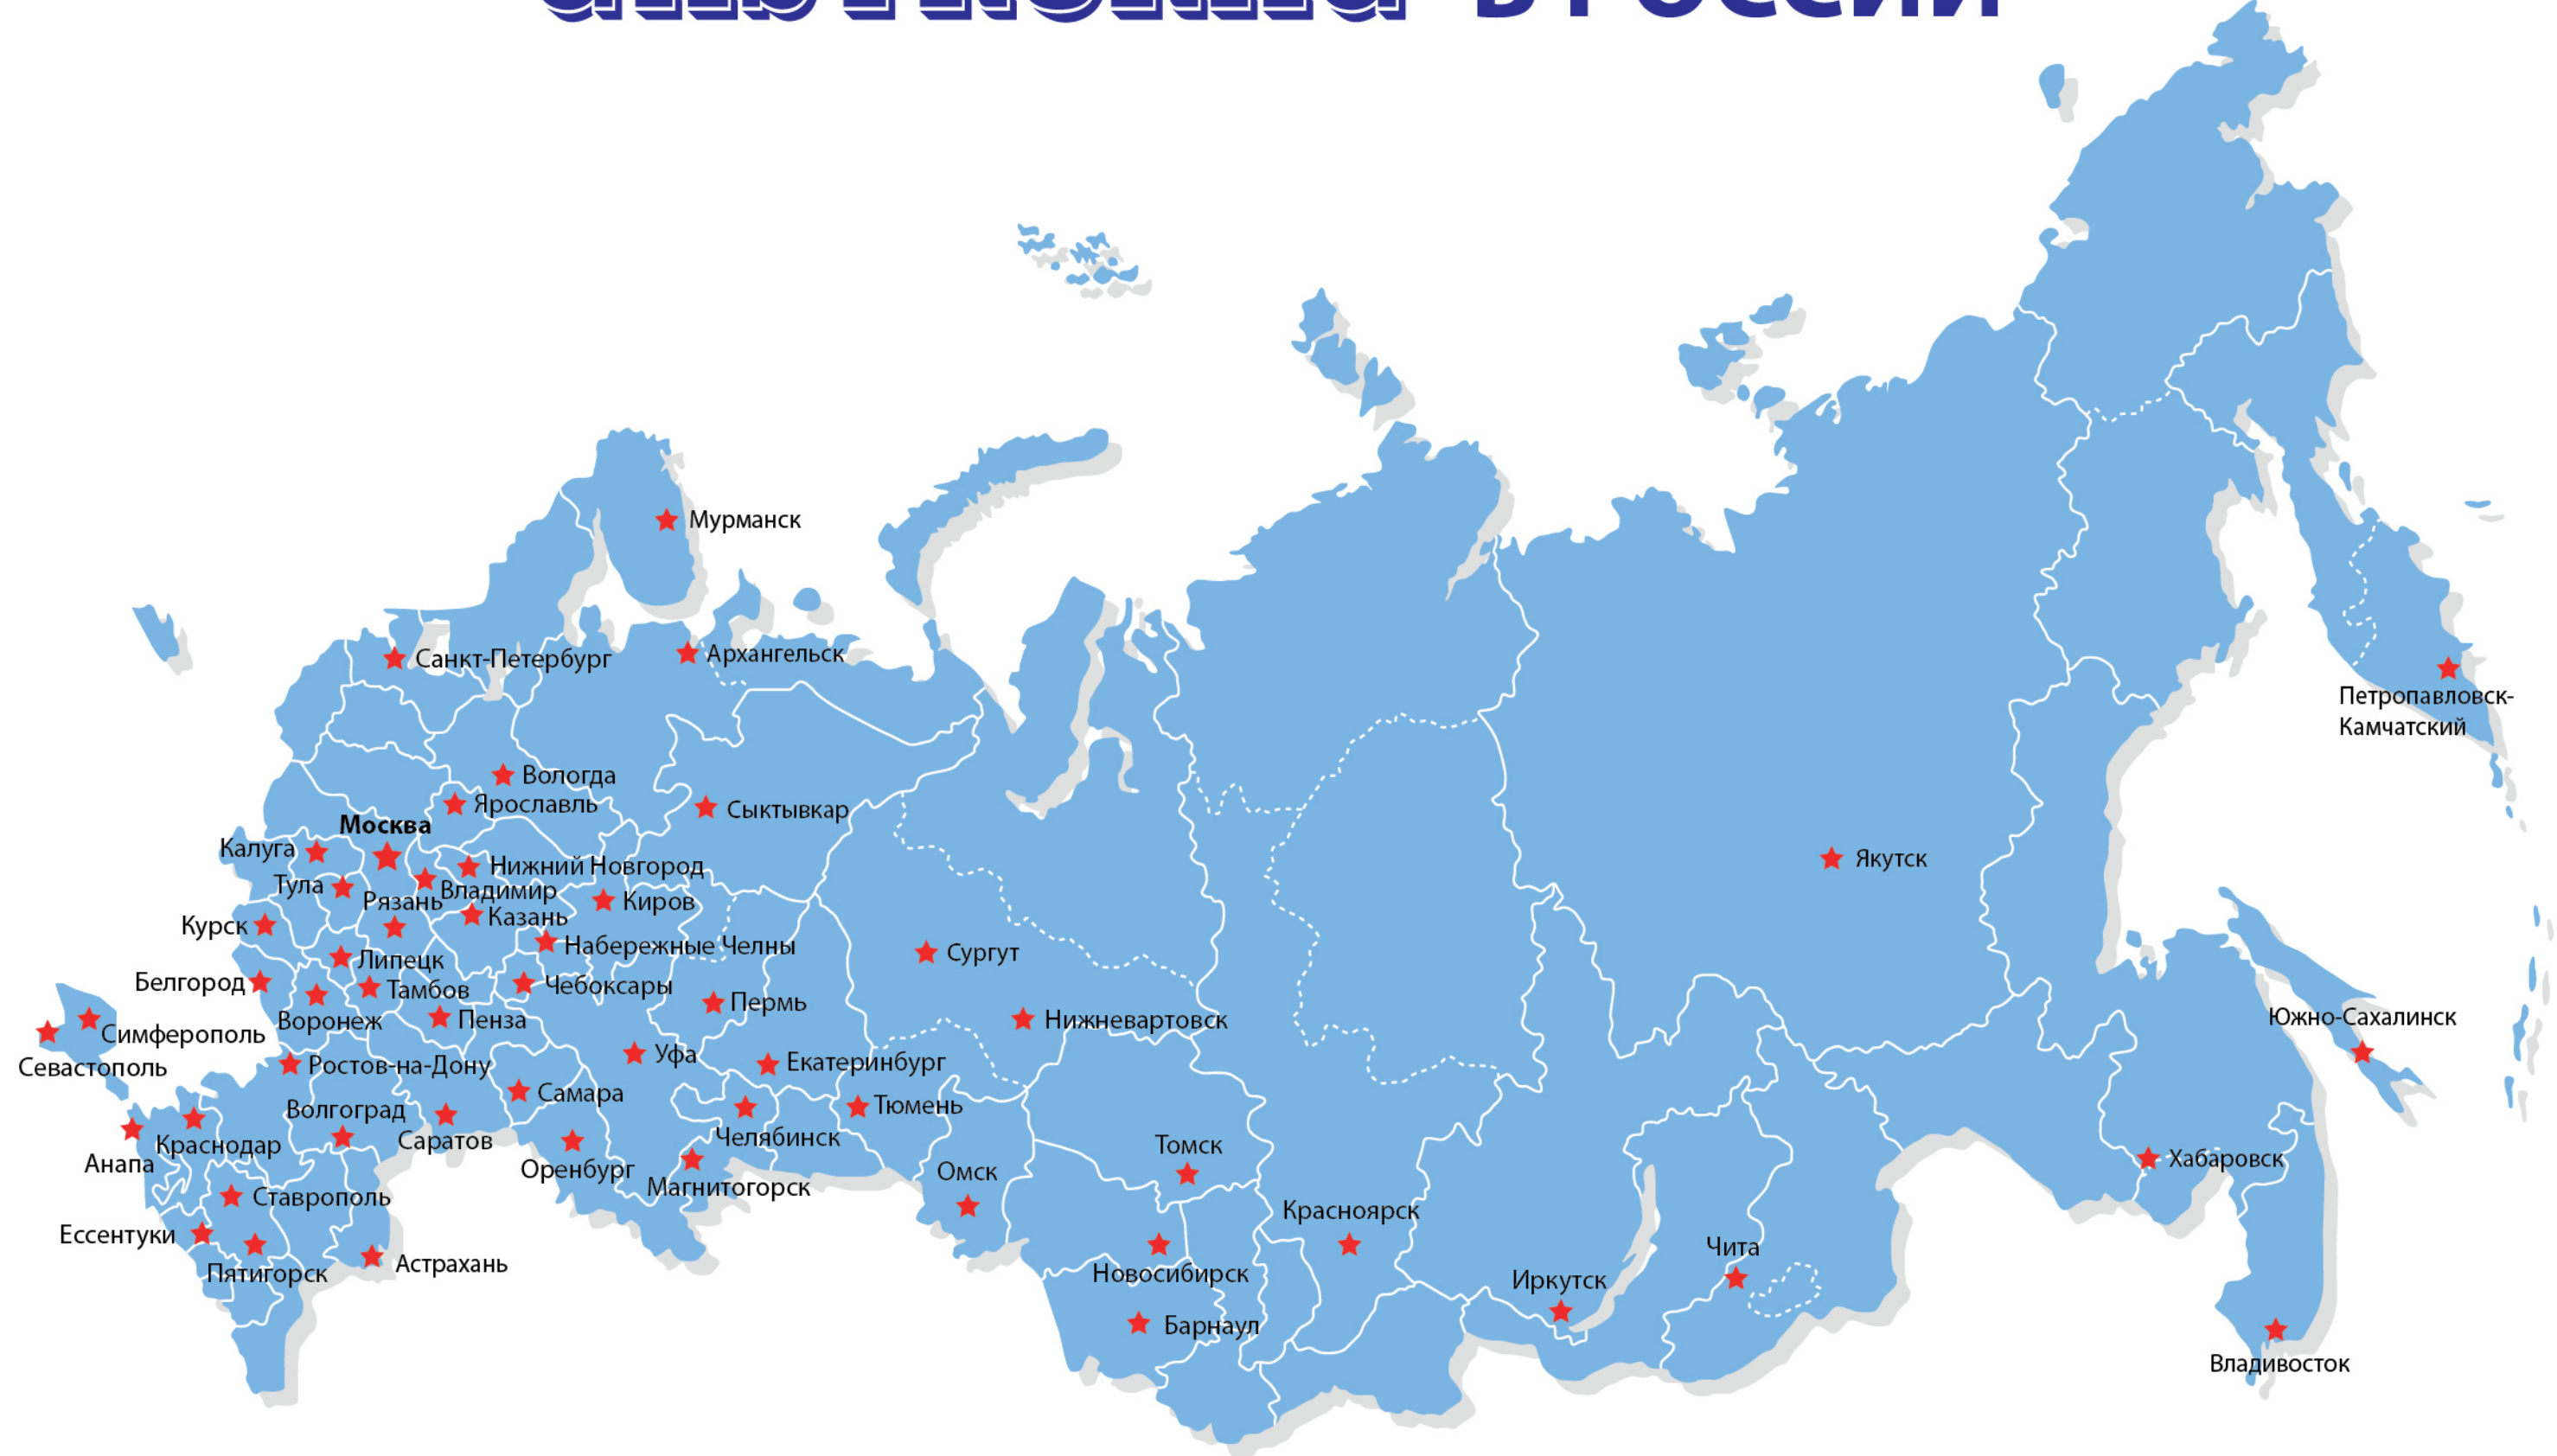 В РОССИИ
Мурманск
Санкт-Петербург
Архангельск
Петропавловск-
Камчатский
Вологда
Ярославль
Сыктывкар
Москва
Калуга
Якутск
Нижний Новгород
Тула
Владимир
Рязань
Киров
Казань
Курск
Набережные Челны
Сургут
Липецк
Белгород
Чебоксары
Тамбов
Пермь
Южно-Сахалинск
Воронеж
Пенза
Нижневартовск
Симферополь
Уфа
Екатеринбург
Севастополь
Ростов-на-Дону
Самара
Тюмень
Волгоград
Челябинск
Саратов
Краснодар
Томск
Хабаровск
Анапа
Оренбург
Омск
Магнитогорск
Ставрополь
Красноярск
Ессентуки
Чита
Астрахань
Пятигорск
Новосибирск
Иркутск
Барнаул
Владивосток